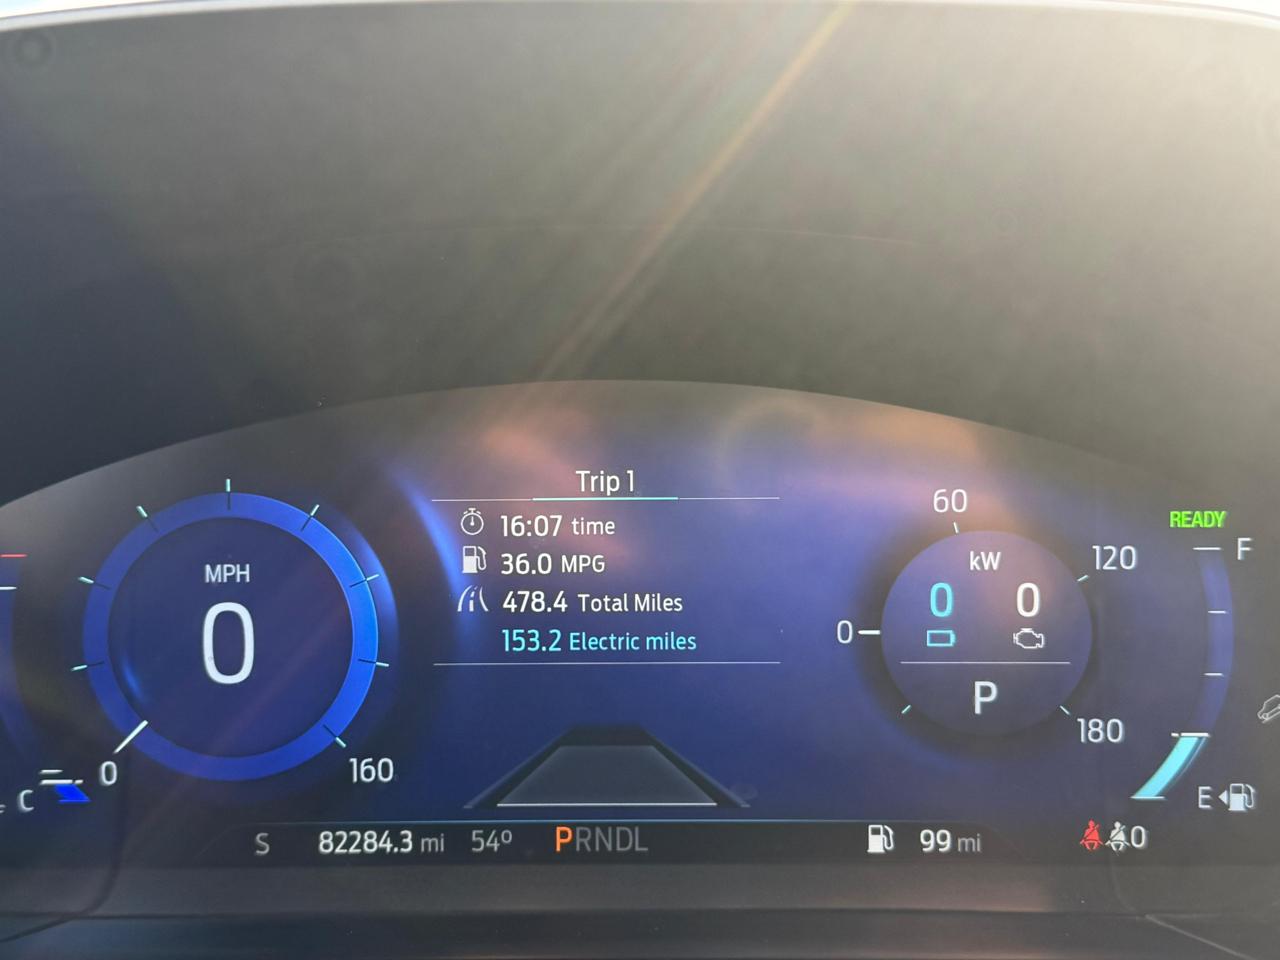 Trip 1
16:07 time
36.0 MPG
478.4 Total Miles
153.2 Electric miles
MPH
0
0
160
C
60
120
180
0
kW
0 0
P
READY
F
E
S 82284.3 mi 54º PRNDL 99 mi 0